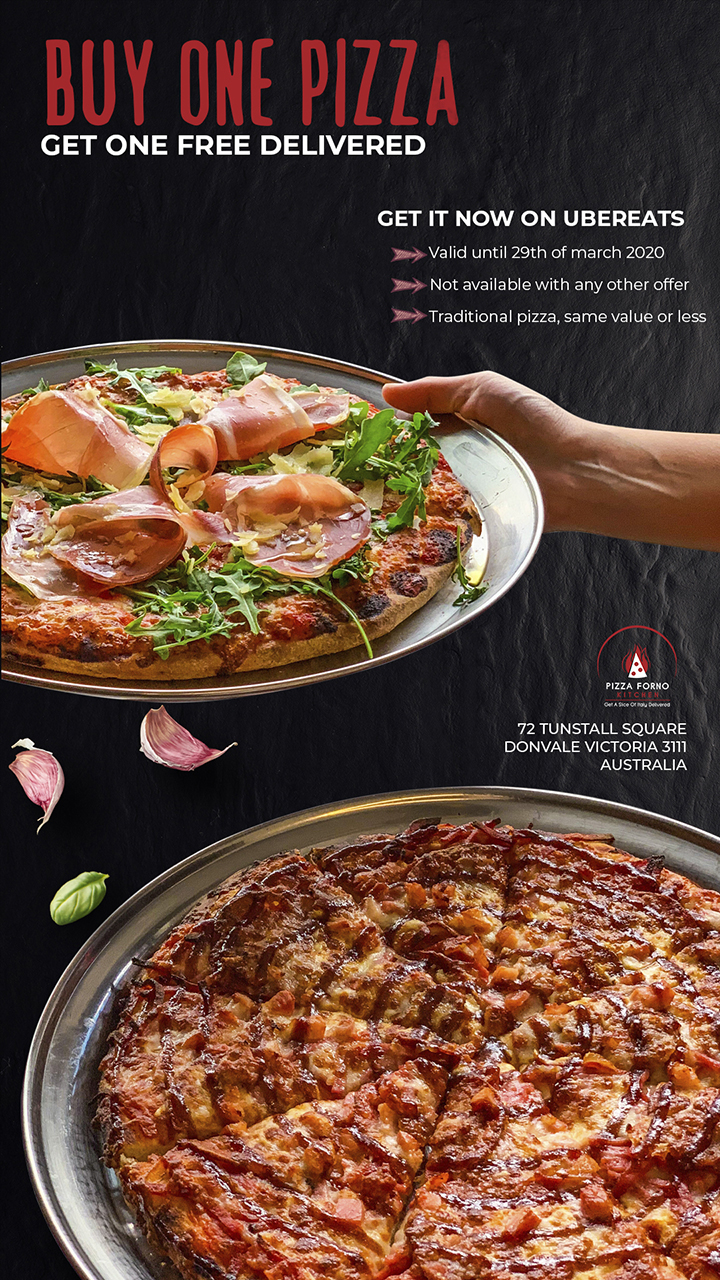 BUY ONE PIZZA
GET ONE FREE DELIVERED
GET IT NOW ON UBEREATS
Valid until 29th of march 2020
Not available with any other offer
Traditional pizza, same value or less
PIZZA FORNO
KITCHEN
Get A Slice Of Italy Delivered
72 TUNSTALL SQUARE
DONVALE VICTORIA 3111
AUSTRALIA